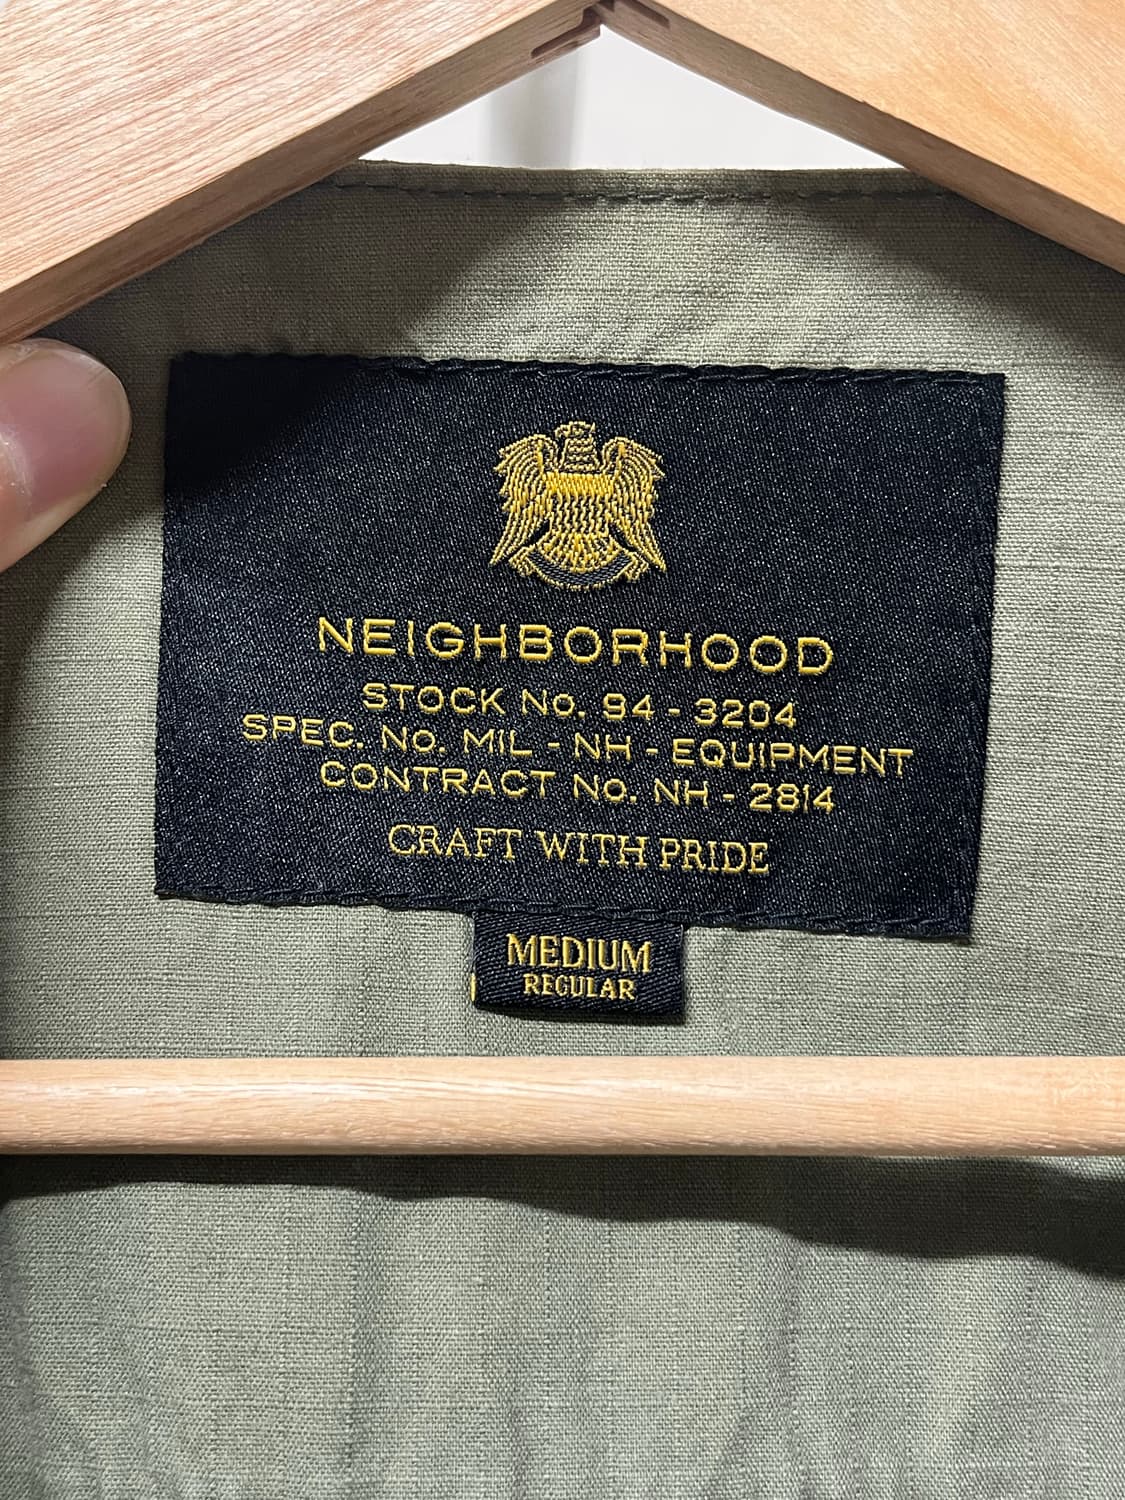 NEIGHBORHOOD
STOCK No. 94 - 3204
SPEC. No. MIL - NH - EQUIPMENT
CONTRACT No. NH - 2814
CRAFT WITH PRIDE
MEDIUM
REGULAR